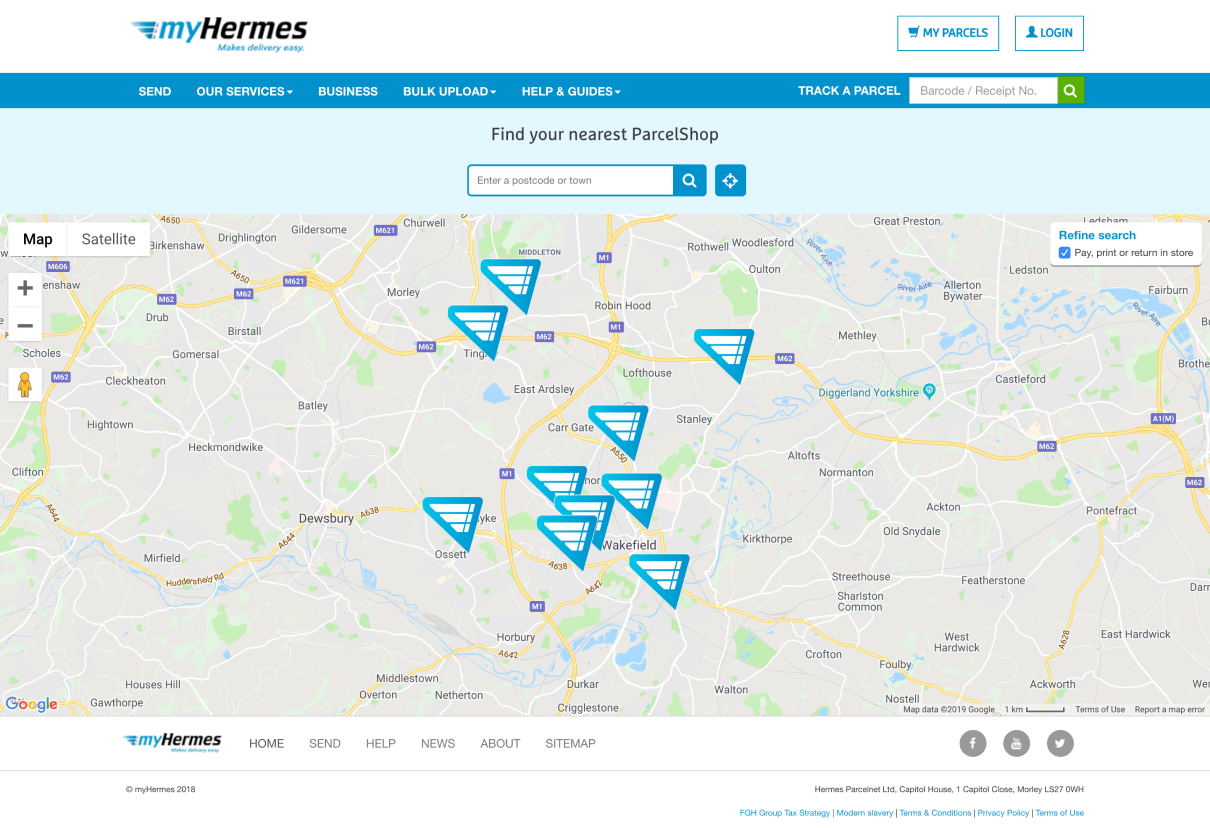 myHermes
Makes delivery easy.
MY PARCELS
LOGIN
SEND
OUR SERVICES
BUSINESS
BULK UPLOAD
HELP & GUIDES
TRACK A PARCEL
Barcode / Receipt No.
Find your nearest ParcelShop
Enter a postcode or town
Map
Satellite
Refine search
Pay, print or return in store
A650
Churwell
Great Preston
Ledsham
Drighlington
Gildersome
M621
Birkenshaw
Rothwell
Woodlesford
River Aire
MIDDLETON
M1
M606
Oulton
Ledston
enshaw
A650
M621
M62
M62
Morley
River Aire
Allerton
Bywater
Fairburn
River Aire
Robin Hood
Drub
Birstall
M1
M62
Methley
Scholes
Gomersal
M62
M62
Brothe
Lofthouse
M62
Cleckheaton
Castleford
East Ardsley
Diggerland Yorkshire
Batley
Hightown
Carr Gate
Stanley
A1(M)
Heckmondwike
M62
A650
Altofts
Clifton
M1
Normanton
M62
A644
A638
Dewsbury
Ackton
Pontefract
Old Snydale
Kirkthorpe
A644
Wakefield
Mirfield
Ossett
A638
Huddersfield Rd
A642
Streethouse
Featherstone
Sharlston
Common
M1
Horbury
West
Hardwick
A628
East Hardwick
A642
Crofton
Foulby
Houses Hill
Middlestown
Durkar
Ackworth
Overton
Netherton
Walton
Nostell
Google
Gawthorpe
Crigglestone
Map data ©2019 Google
1 km
Terms of Use
Report a map error
myHermes
Makes delivery easy.
HOME
SEND
HELP
NEWS
ABOUT
SITEMAP
© myHermes 2018
Hermes Parcelnet Ltd, Capitol House, 1 Capitol Close, Morley LS27 0WH
FGH Group Tax Strategy | Modern slavery | Terms & Conditions | Privacy Policy | Terms of Use